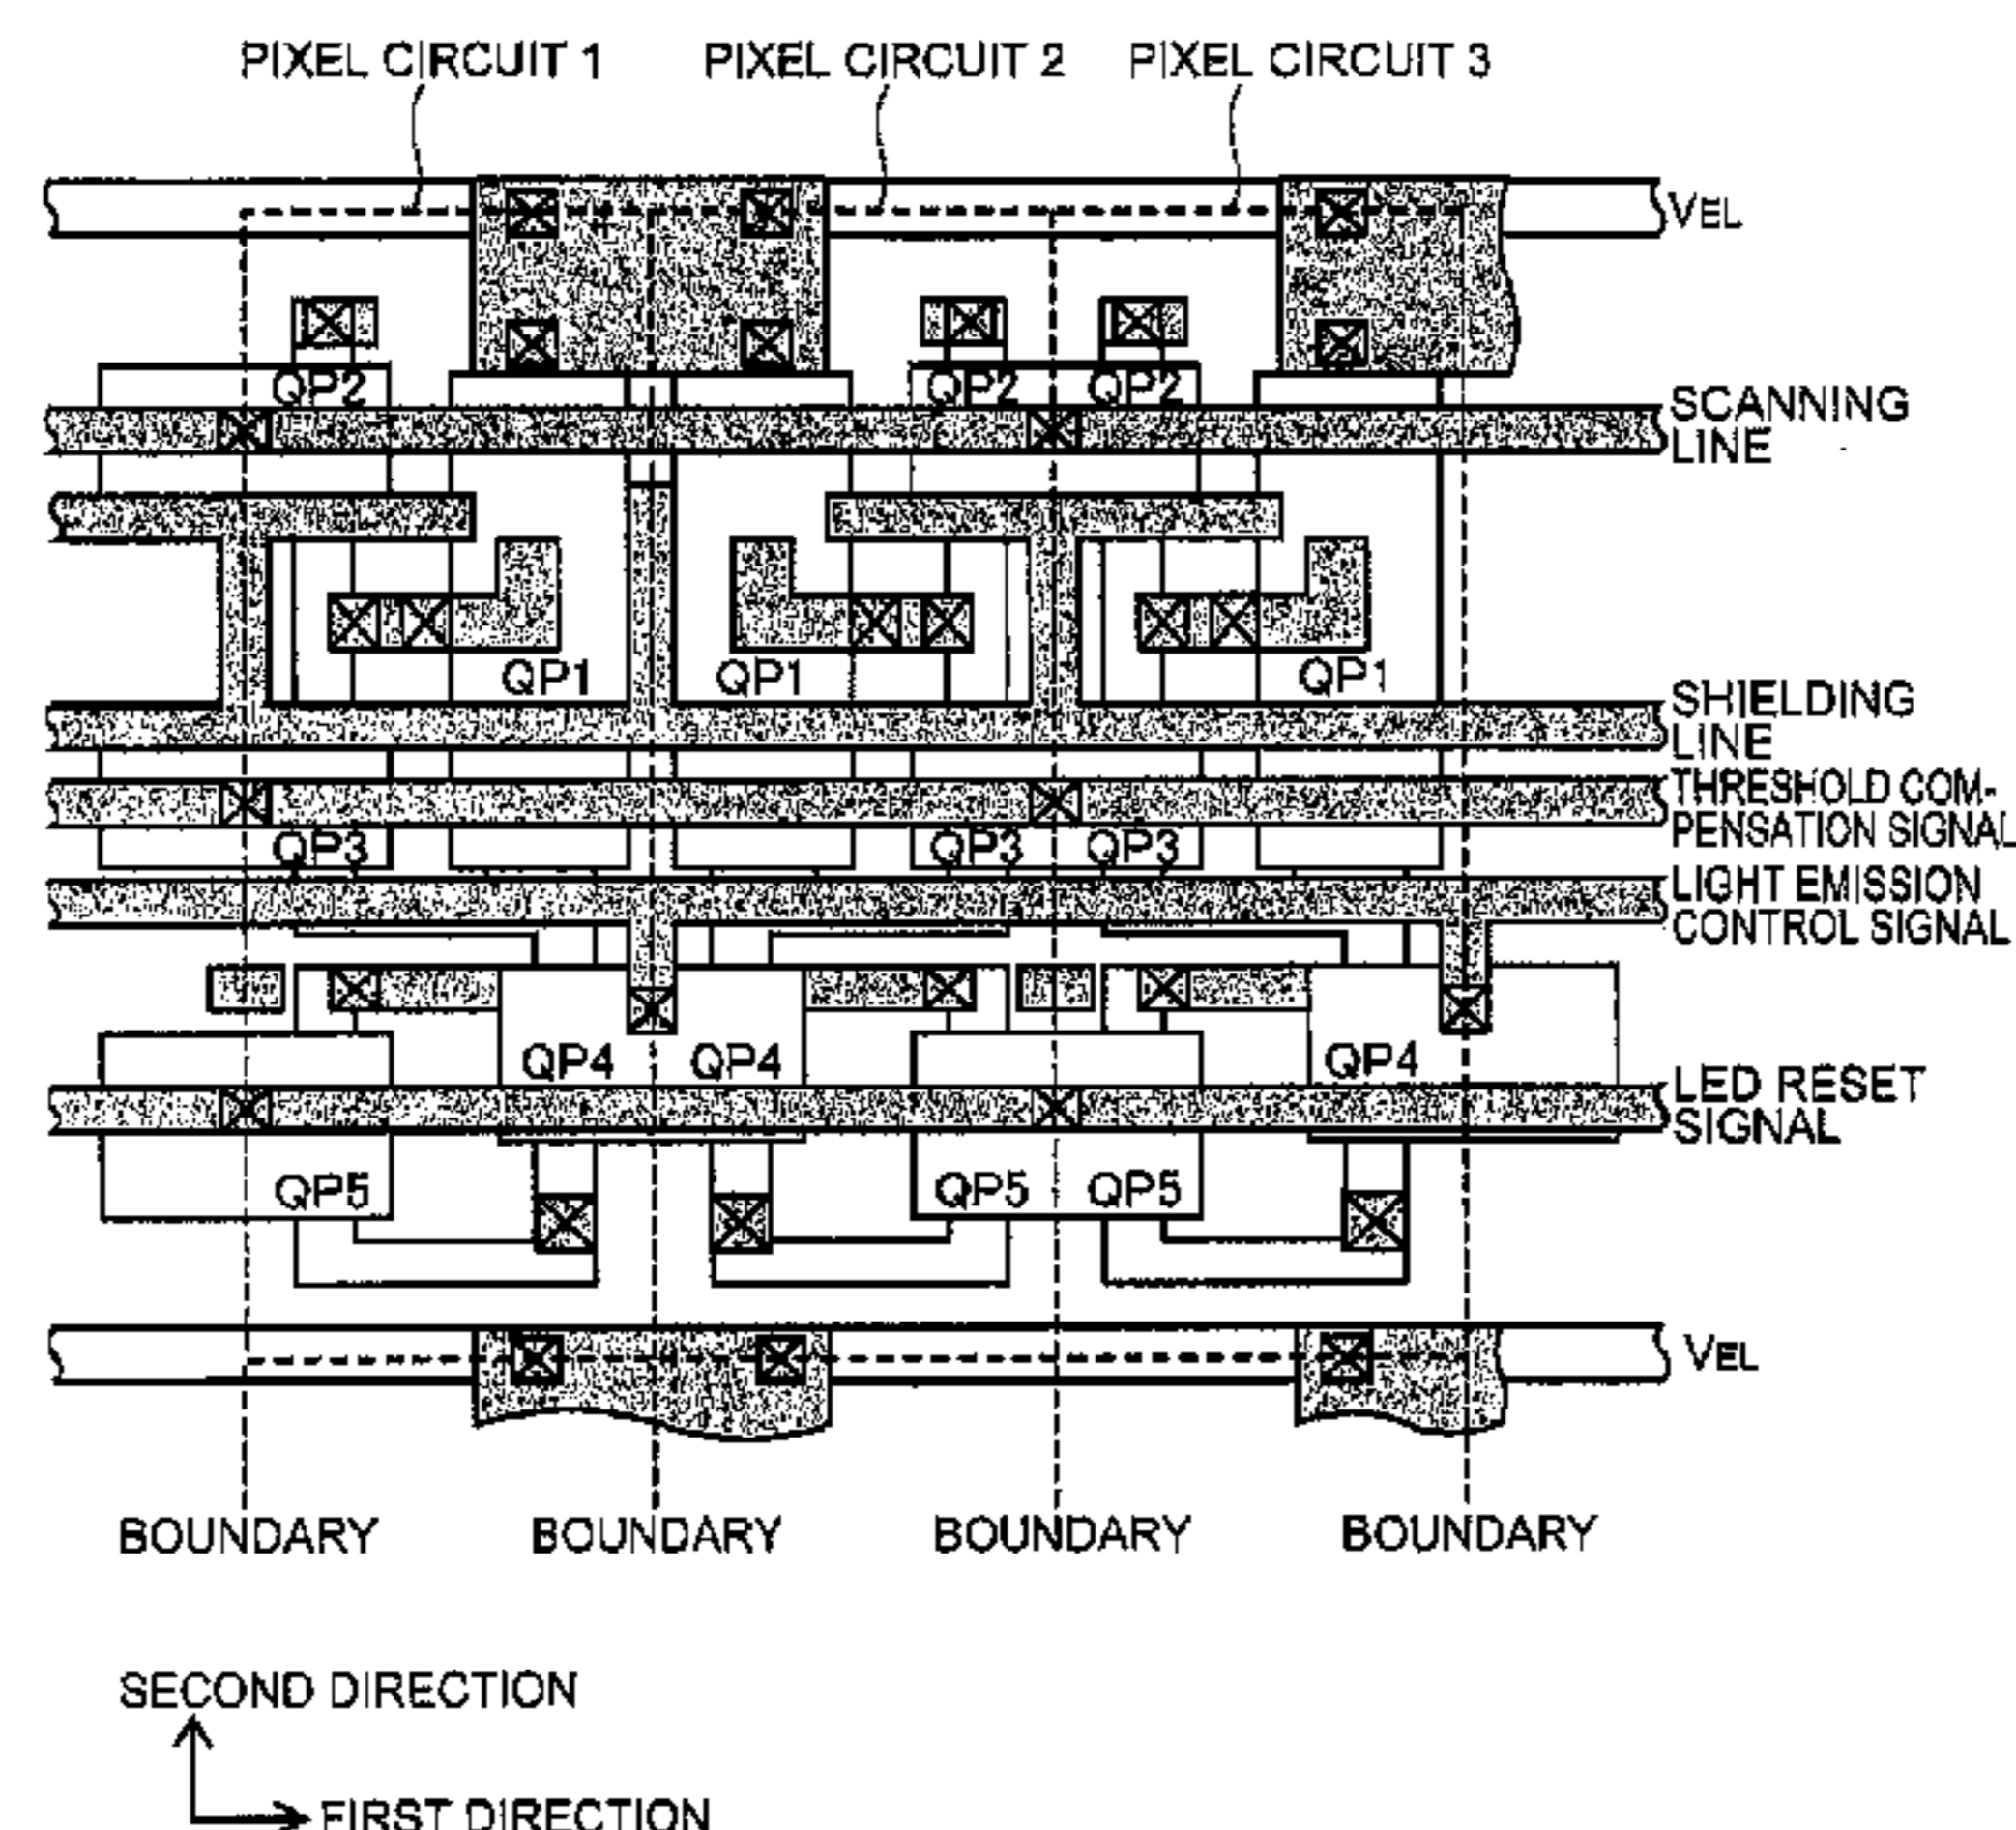 PIXEL CIRCUIT 1 PIXEL CIRCUIT 2 PIXEL CIRCUIT 3
VEL
QP2 QP2 QP2
SCANNING
LINE
QP1 QP1 QP1
SHIELDING
LINE
THRESHOLD COM-
PENSATION SIGNAL
QP3 QP3 QP3
LIGHT EMISSION
CONTROL SIGNAL
QP4 QP4 QP4
LED RESET
SIGNAL
QP5 QP5 QP5
VEL
BOUNDARY BOUNDARY BOUNDARY BOUNDARY
SECOND DIRECTION
FIRST DIRECTION